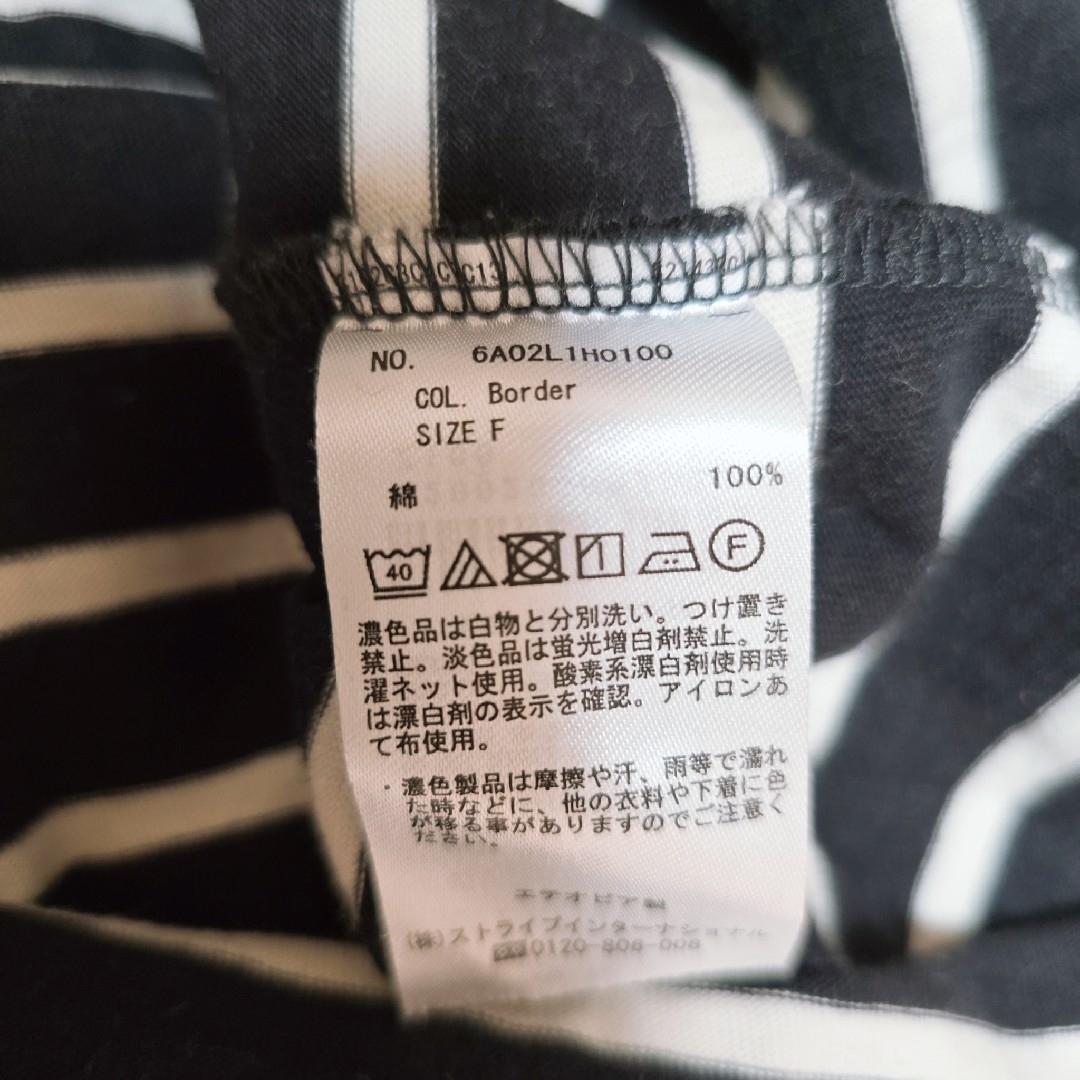 NO. 6A02L1H0100
COL. Border
SIZE F
綿 100%
40 F
濃色品は白物と分別洗い。つけ置き
禁止。淡色品は蛍光増白剤禁止。洗
濯ネット使用。酸素系漂白剤使用時
は漂白剤の表示を確認。アイロンあ
て布使用。
・濃色製品は摩擦や汗、雨等で濡れ
た時などに、他の衣料や下着に色
が移る事がありますのでご注意く
ださい。
エチオピア製
(株)ストライプインターナショナル
0120-808-008